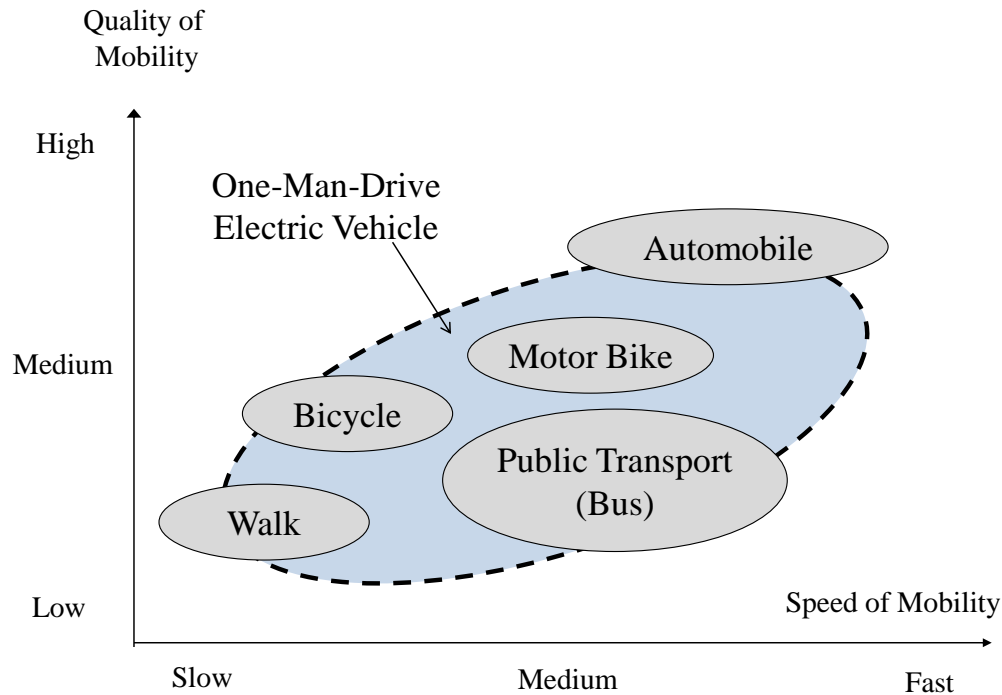 Quality of
Mobility
High
One-Man-Drive
Electric Vehicle
Automobile
Medium
Motor Bike
Bicycle
Public Transport
(Bus)
Walk
Low
Speed of Mobility
Slow
Medium
Fast